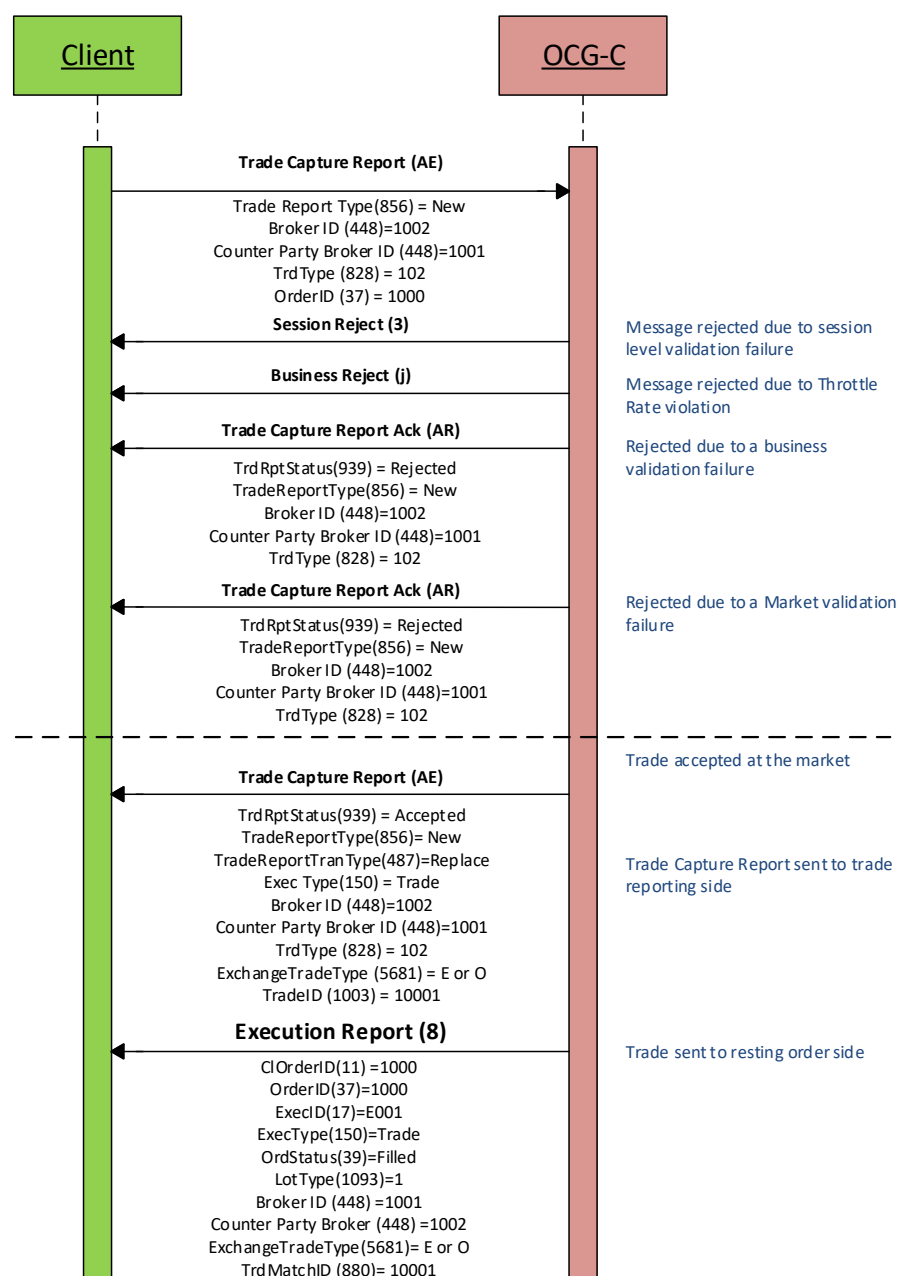 Client
OCG-C
Trade Capture Report (AE)
Trade Report Type(856) = New
Broker ID (448)=1002
Counter Party Broker ID (448)=1001
TrdType (828) = 102
OrderID (37) = 1000
Session Reject (3)
Message rejected due to session
level validation failure
Business Reject (j)
Message rejected due to Throttle
Rate violation
Trade Capture Report Ack (AR)
Rejected due to a business
validation failure
TrdRptStatus(939) = Rejected
TradeReportType(856) = New
Broker ID (448)=1002
Counter Party Broker ID (448)=1001
TrdType (828) = 102
Trade Capture Report Ack (AR)
Rejected due to a Market validation
failure
TrdRptStatus(939) = Rejected
TradeReportType(856) = New
Broker ID (448)=1002
Counter Party Broker ID (448)=1001
TrdType (828) = 102
Trade accepted at the market
Trade Capture Report (AE)
TrdRptStatus(939) = Accepted
TradeReportType(856)= New
TradeReportTranType(487)=Replace
Exec Type(150) = Trade
Broker ID (448)=1002
Counter Party Broker ID (448)=1001
TrdType (828) = 102
ExchangeTradeType (5681) = E or O
TradeID (1003) = 10001
Trade Capture Report sent to trade
reporting side
Execution Report (8)
Trade sent to resting order side
ClOrderID(11) =1000
OrderID(37)=1000
ExecID(17)=E001
ExecType(150)=Trade
OrdStatus(39)=Filled
LotType(1093)=1
Broker ID (448) =1001
Counter Party Broker (448) =1002
ExchangeTradeType(5681)= E or O
TrdMatchID (880)= 10001